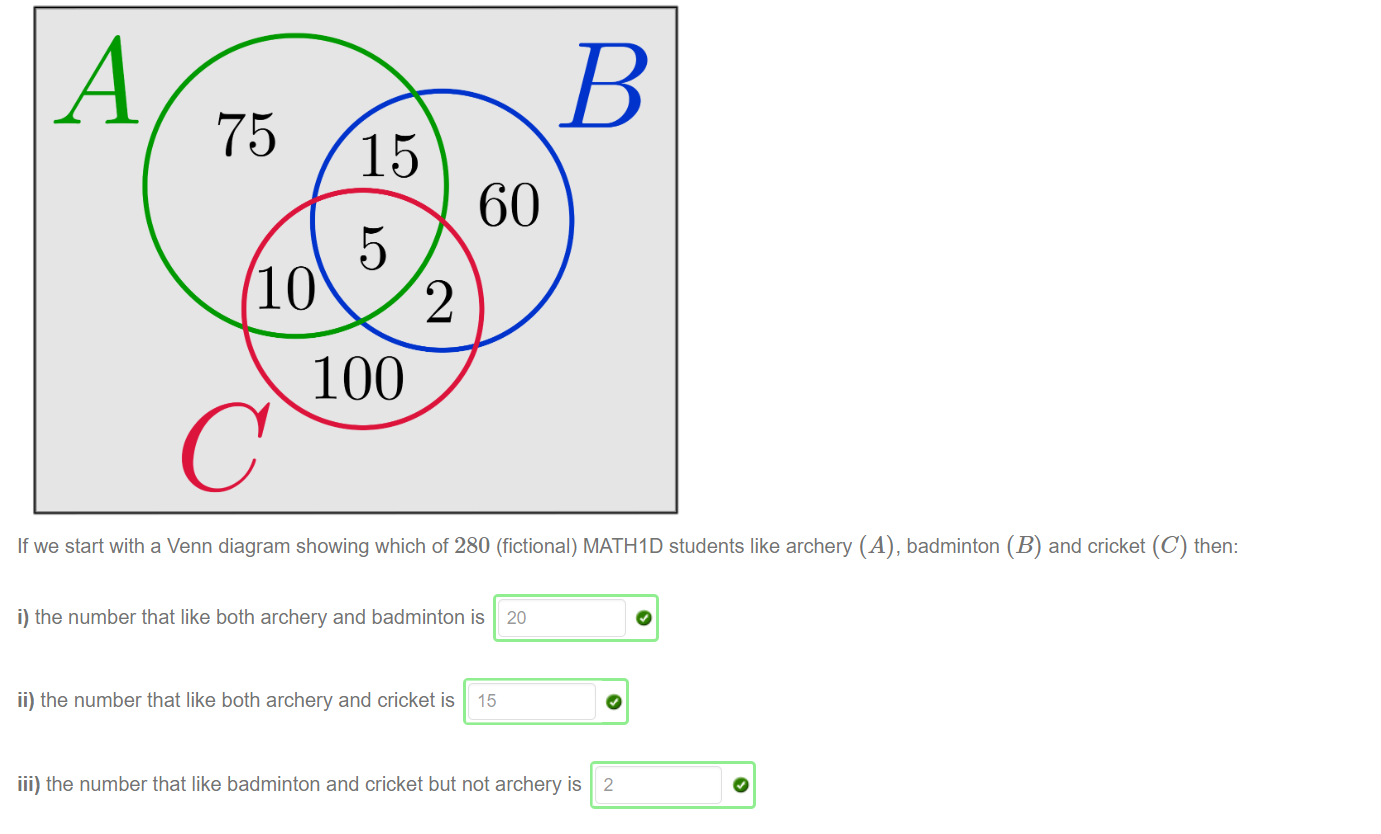 A
B
75
15
60
5
10
2
100
C
If we start with a Venn diagram showing which of 280 (fictional) MATH1D students like archery (A), badminton (B) and cricket (C) then:
i) the number that like both archery and badminton is 20
ii) the number that like both archery and cricket is 15
iii) the number that like badminton and cricket but not archery is 2